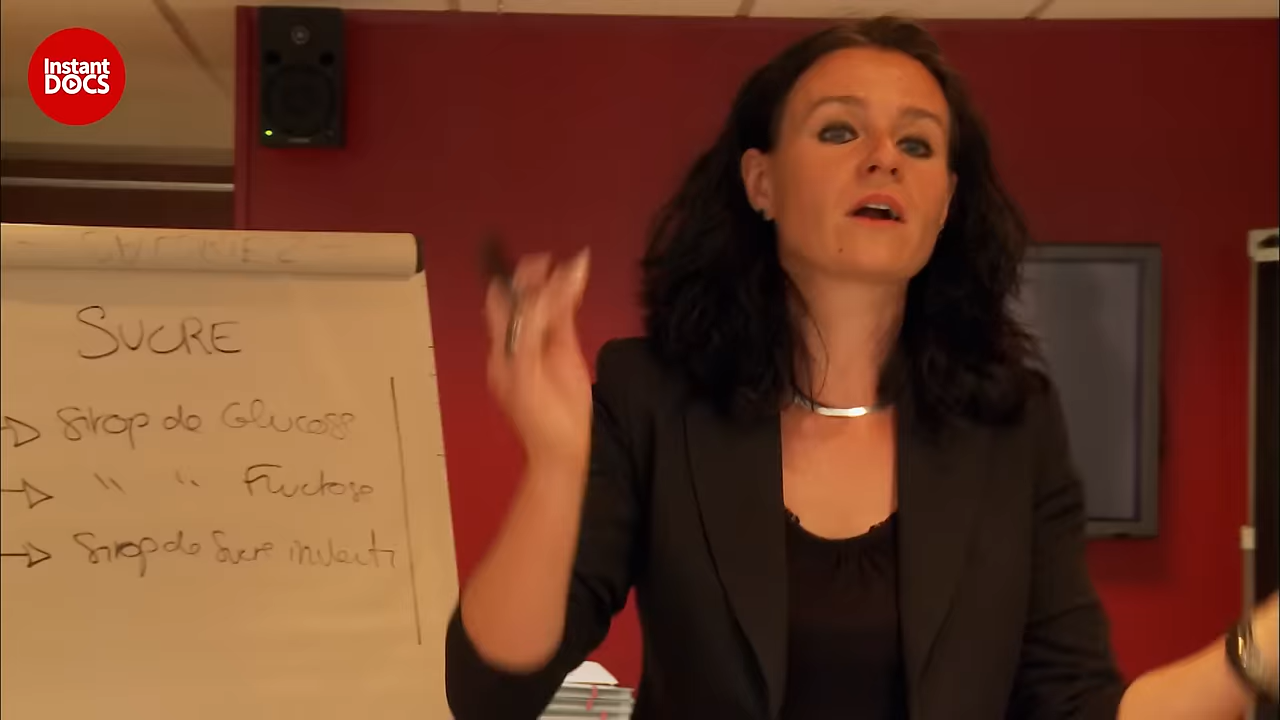 Instant
DOCS
SUCRE
Sirop de Glucose
" " Fructose
Sirop de Sucre inverti